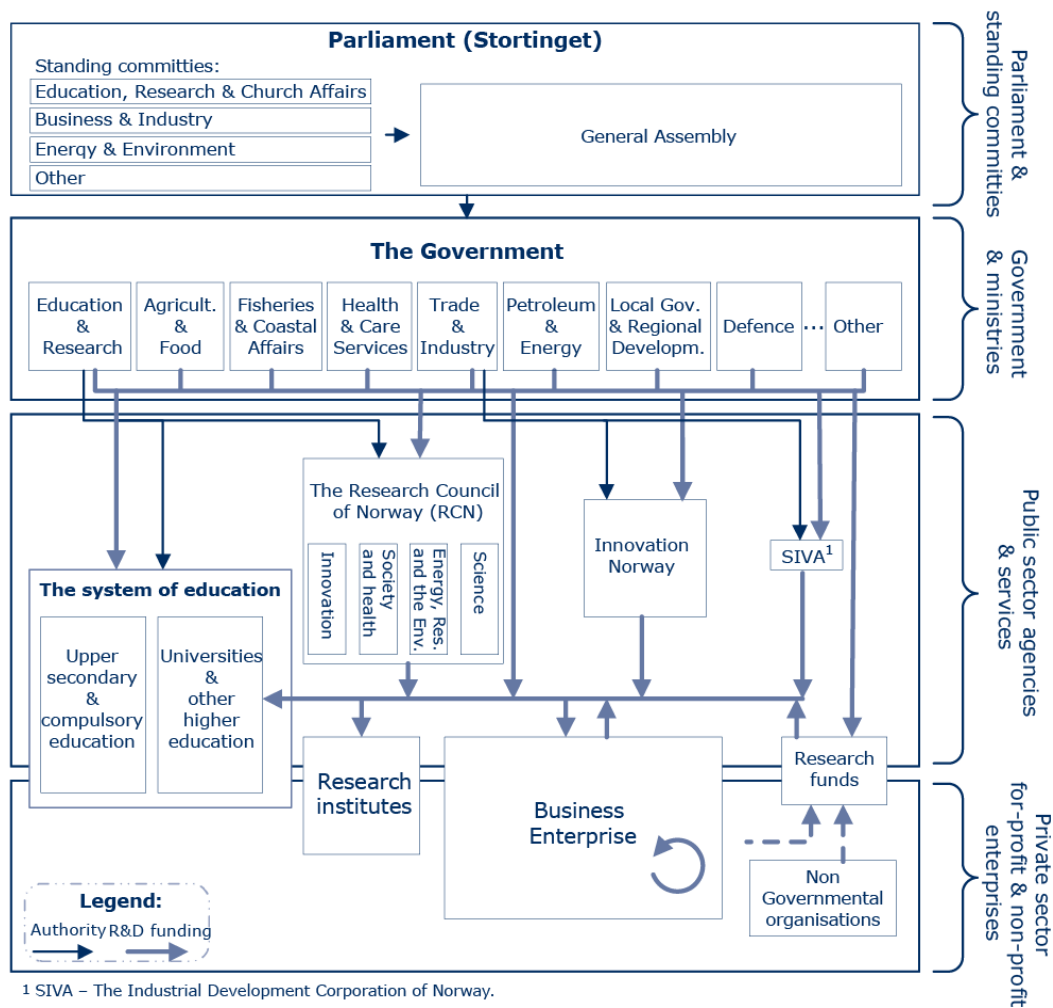 Parliament (Stortinget)
Standing committees:
Education, Research & Church Affairs
Business & Industry
Energy & Environment
Other
General Assembly
Parliament &
standing committies
The Government
Education
&
Research
Agricult.
&
Food
Fisheries
& Coastal
Affairs
Health
& Care
Services
Trade
&
Industry
Petroleum
&
Energy
Local Gov.
& Regional
Developm.
Defence
...
Other
Government
& ministries
The Research Council
of Norway (RCN)
Innovation
Society
and health
Energy, Res.
and the Env.
Science
Innovation
Norway
SIVA1
The system of education
Upper
secondary
&
compulsory
education
Universities
&
other
higher
education
Public sector agencies
& services
Research
institutes
Business
Enterprise
Research
funds
Non
Governmental
organisations
Private sector
for-profit & non-profit
enterprises
Legend:
Authority
R&D funding
1 SIVA – The Industrial Development Corporation of Norway.